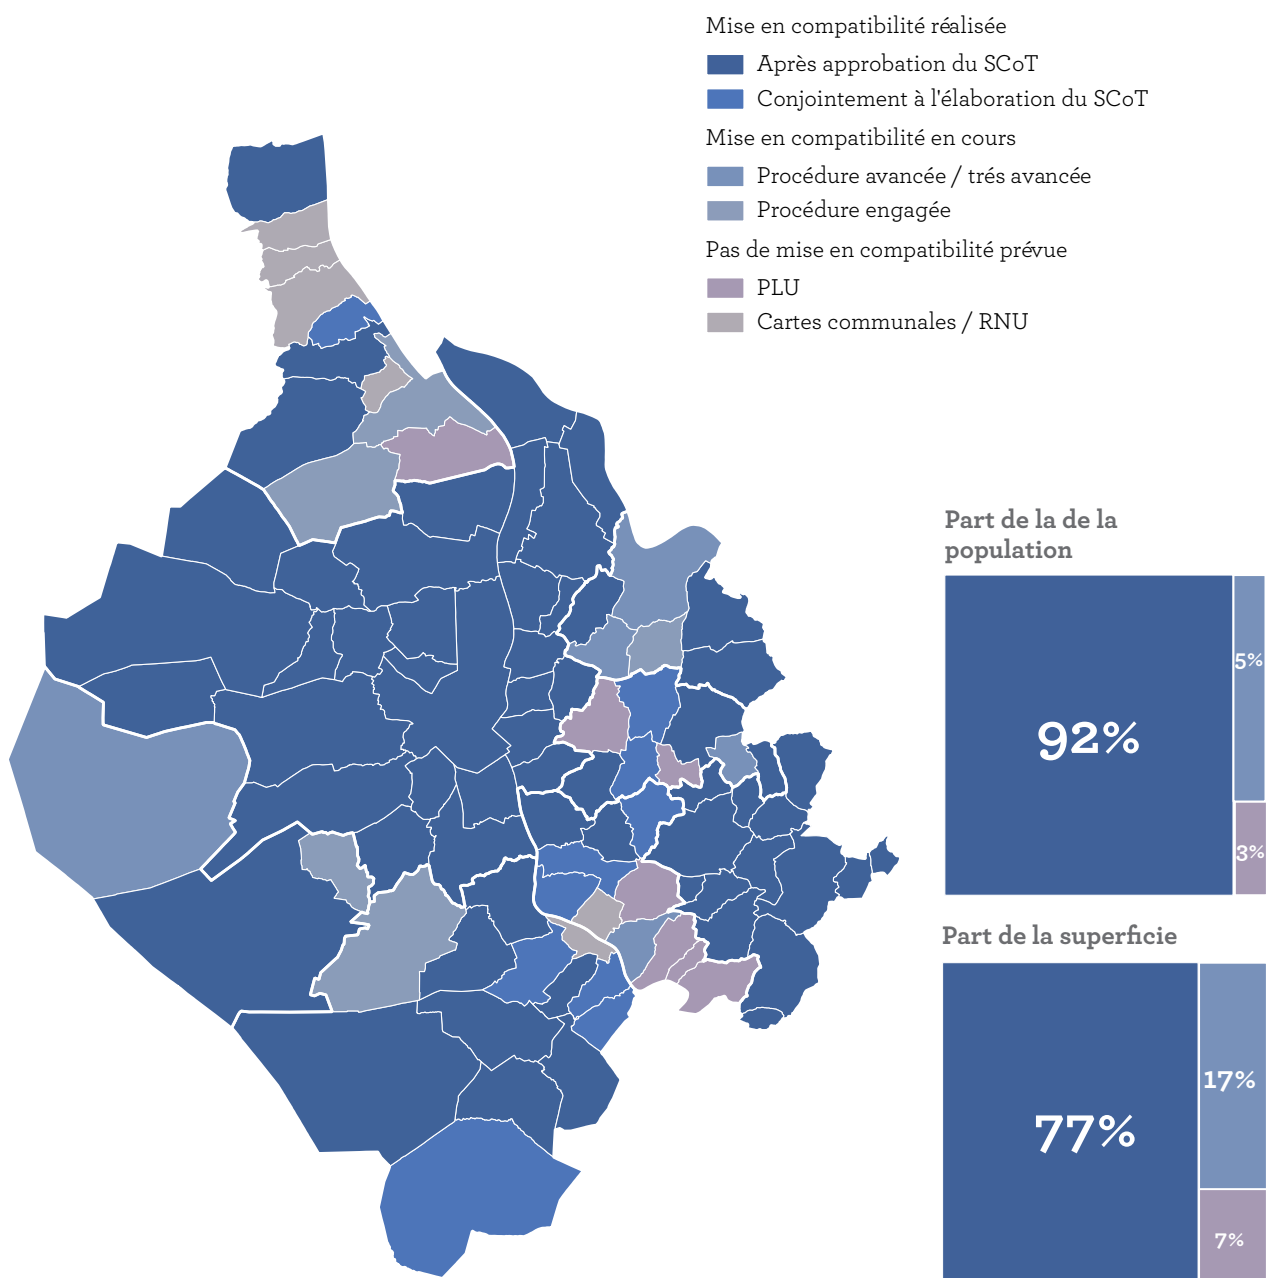 Mise en compatibilité réalisée
Après approbation du SCoT
Conjointement à l'élaboration du SCoT
Mise en compatibilité en cours
Procédure avancée / trés avancée
Procédure engagée
Pas de mise en compatibilité prévue
PLU
Cartes communales / RNU
Part de la de la
population
92%
5%
3%
Part de la superficie
77%
17%
7%